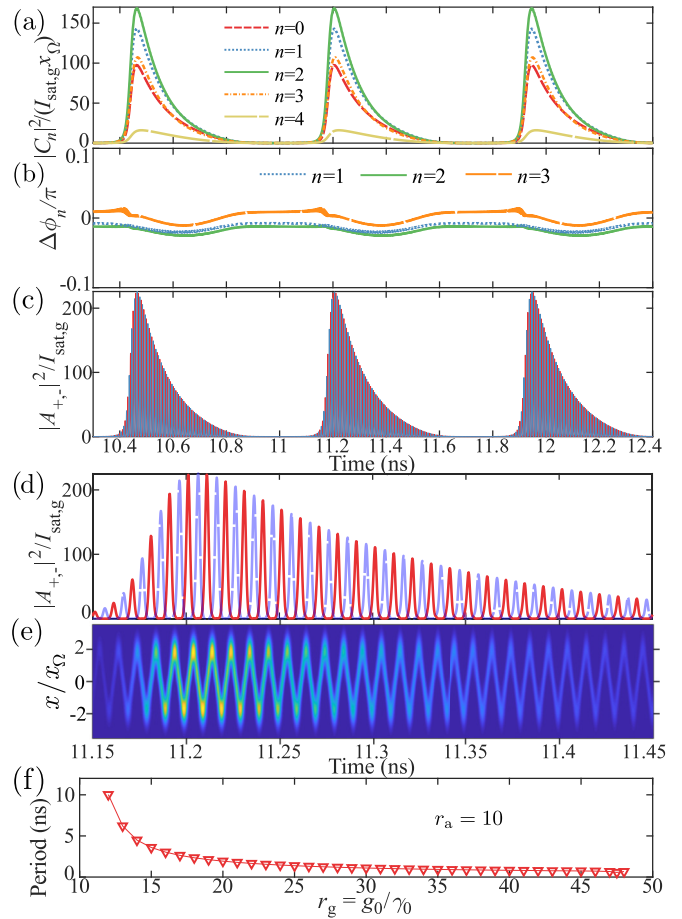 (a)
|C_n|²/(I_sat,g x_Ω)
150
100
50
0
n=0
n=1
n=2
n=3
n=4
(b)
Δϕ_n/π
0.1
0
-0.1
n=1 n=2 n=3
(c)
|A_+,-|²/I_sat,g
200
100
0
10.4 10.6 10.8 11 11.2 11.4 11.6 11.8 12 12.2 12.4
Time (ns)
(d)
|A_+,-|²/I_sat,g
200
100
0
(e)
x/x_Ω
2
0
-2
11.15 11.2 11.25 11.3 11.35 11.4 11.45
Time (ns)
(f)
Period (ns)
10
5
0
r_a = 10
10 15 20 25 30 35 40 45 50
r_g = g_0/γ_0